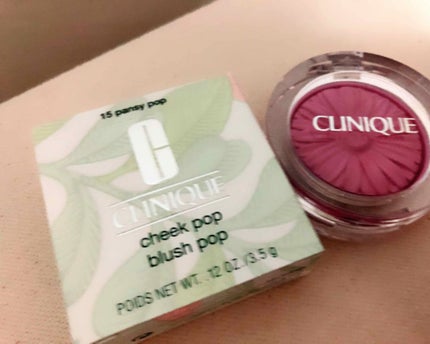 15 pansy pop
CLINIQUE
cheek pop
blush pop
POIDS NET WT. .12 OZ./3.5 g
CLINIQUE